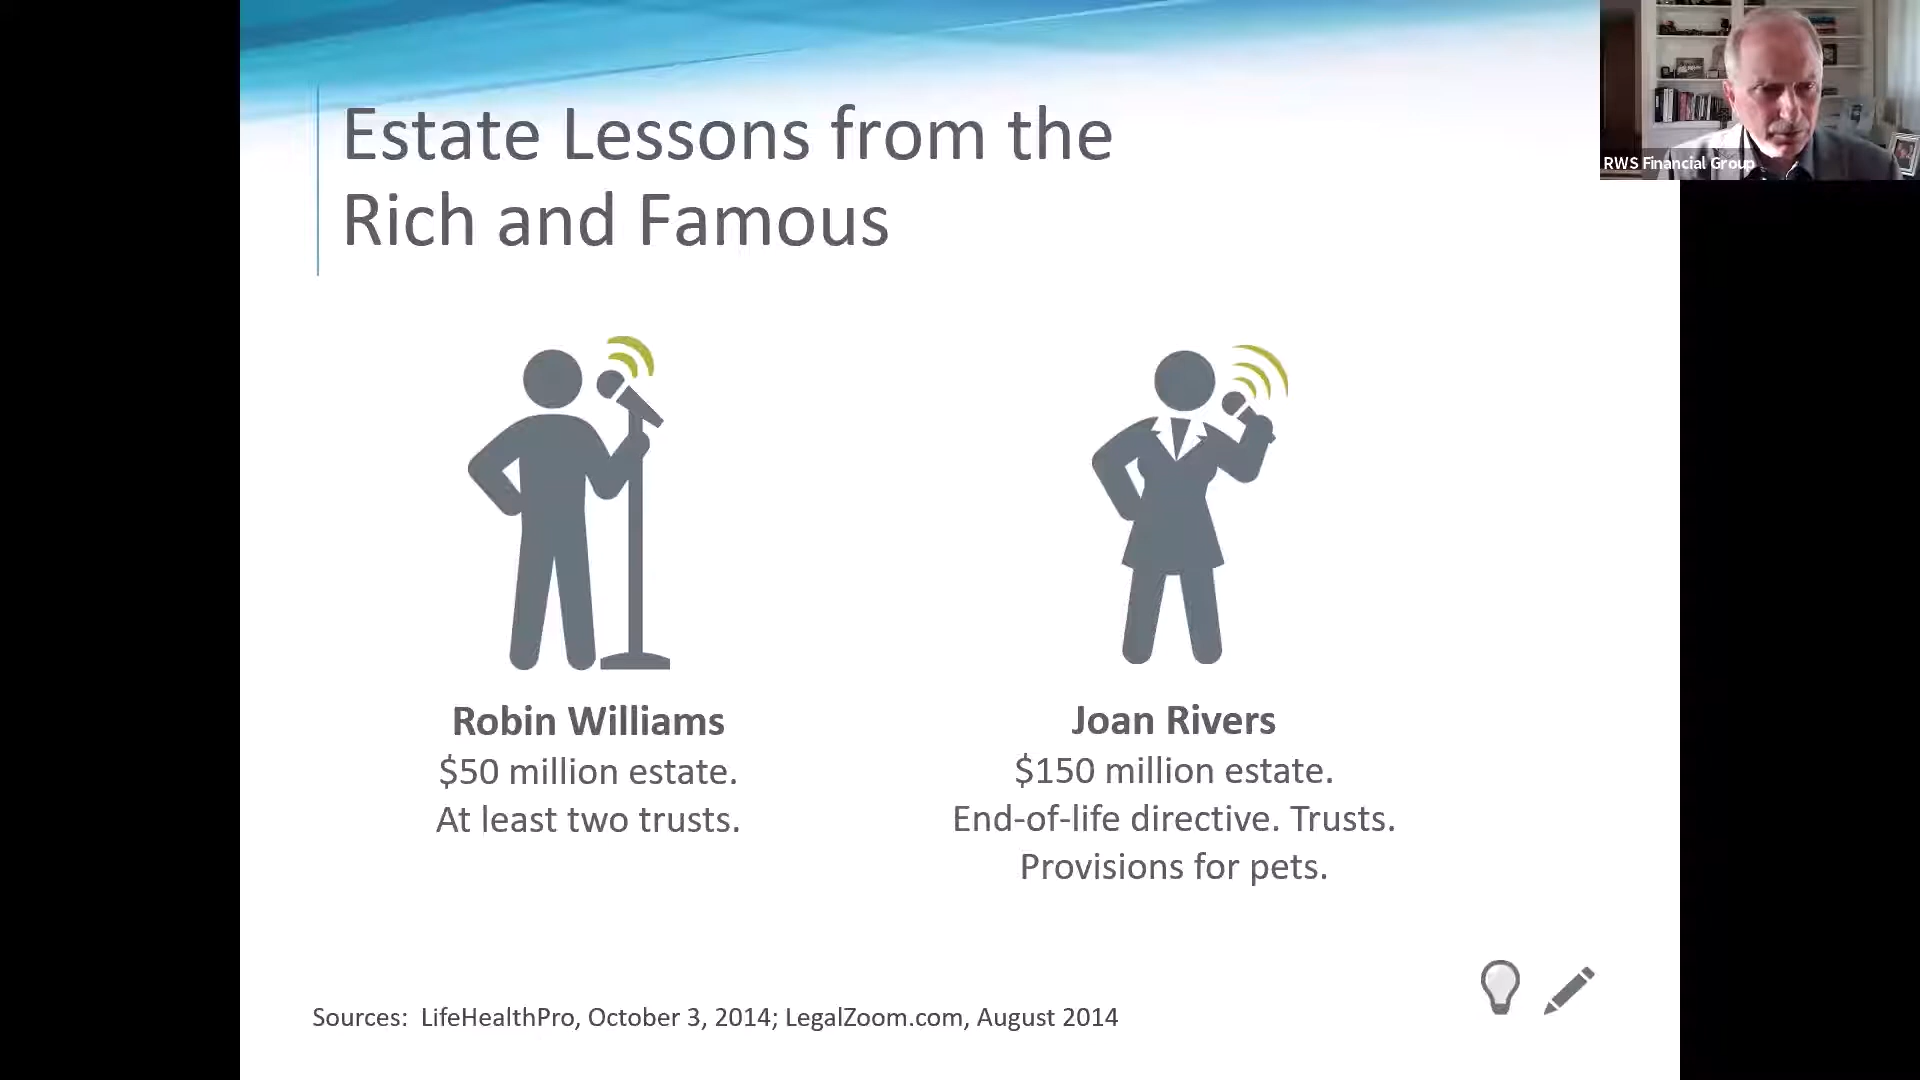 Estate Lessons from the
Rich and Famous
RWS Financial Group
Robin Williams
$50 million estate.
At least two trusts.
Joan Rivers
$150 million estate.
End-of-life directive. Trusts.
Provisions for pets.
Sources: LifeHealthPro, October 3, 2014; LegalZoom.com, August 2014